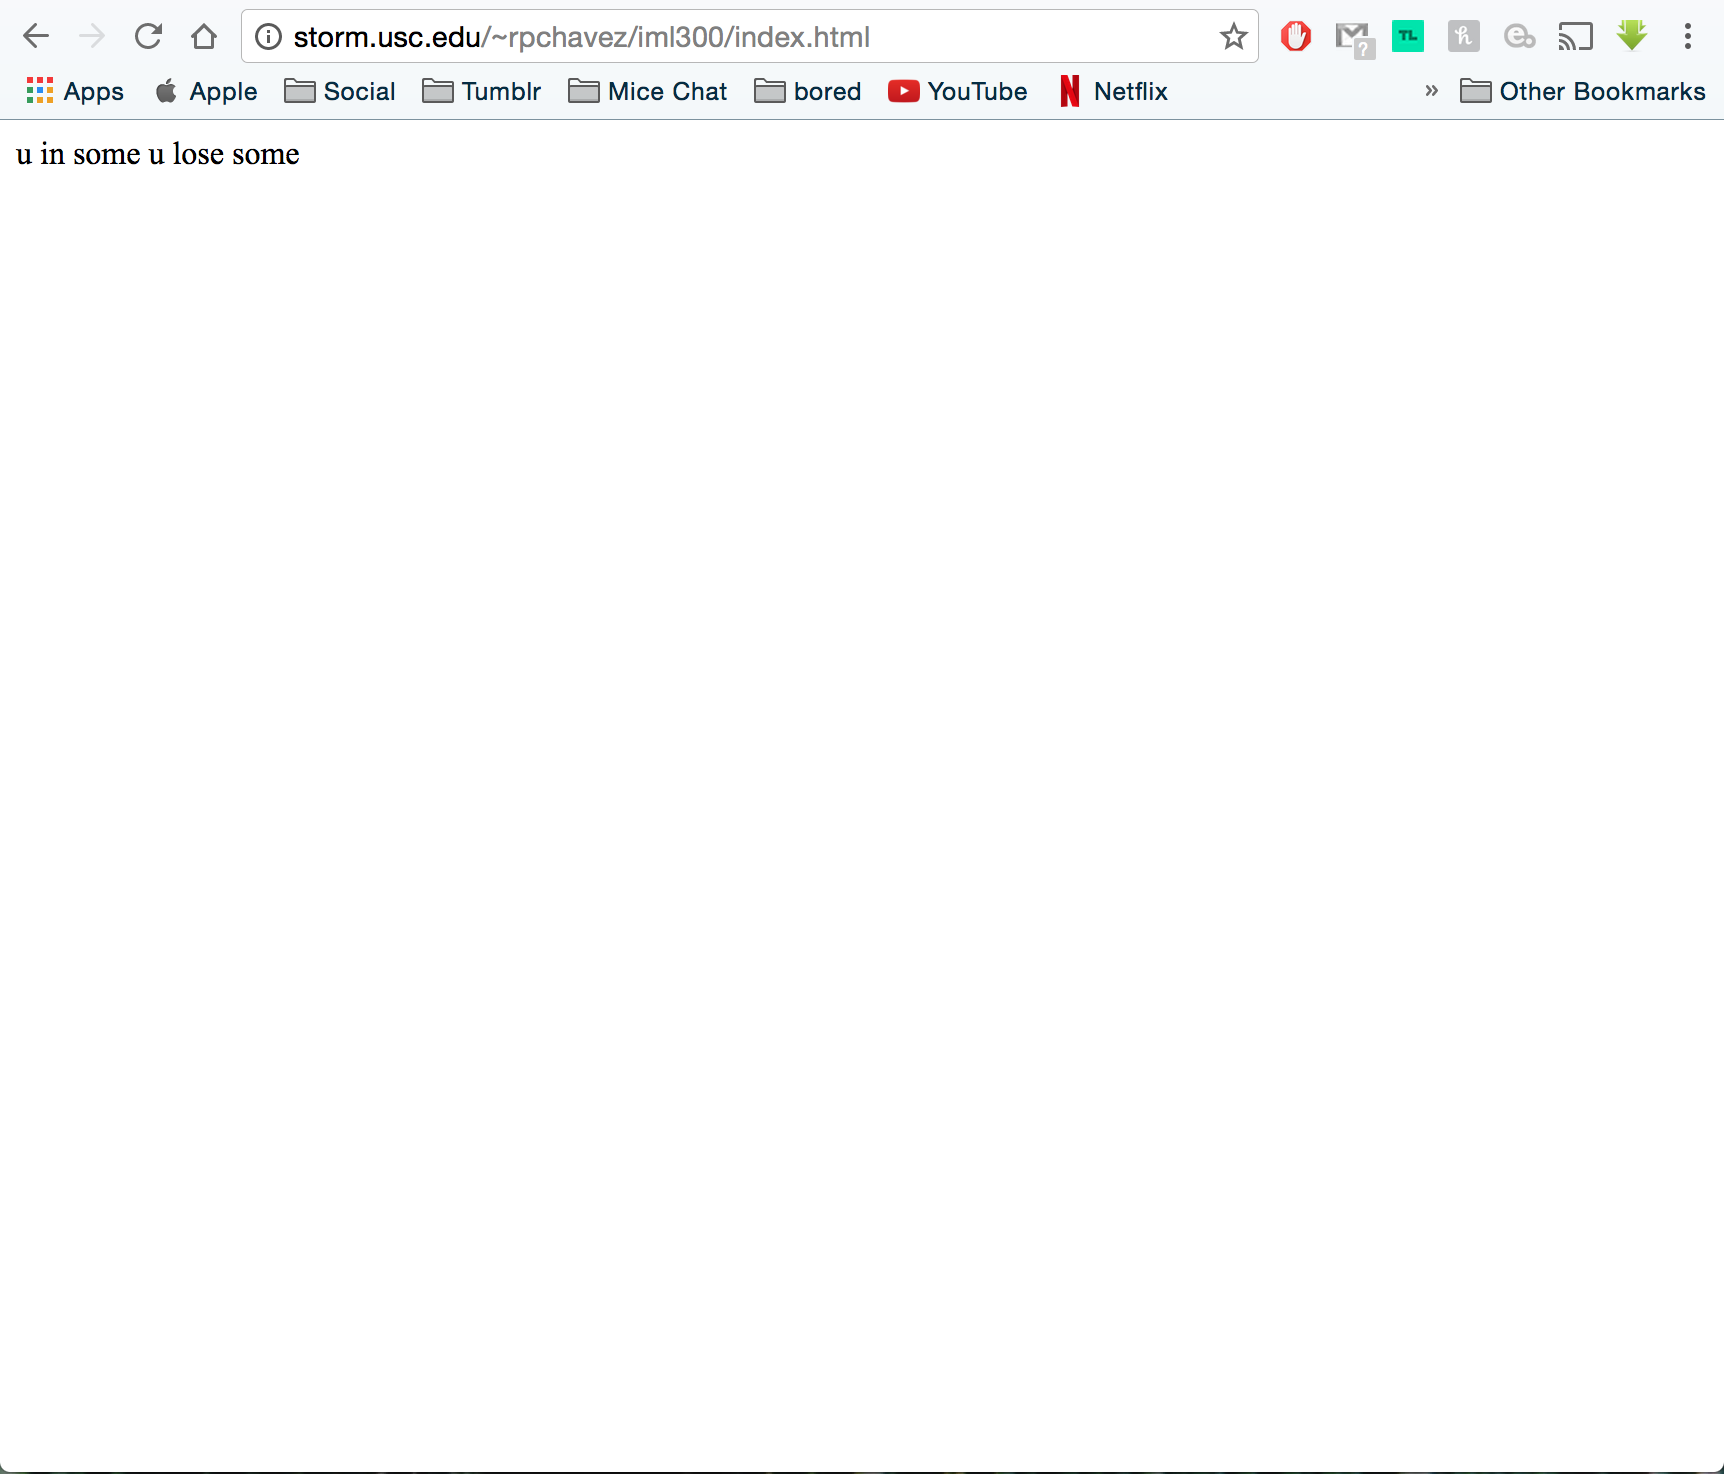 storm.usc.edu/~rpchavez/iml300/index.html
Apps Apple Social Tumblr Mice Chat bored YouTube Netflix » Other Bookmarks
u in some u lose some